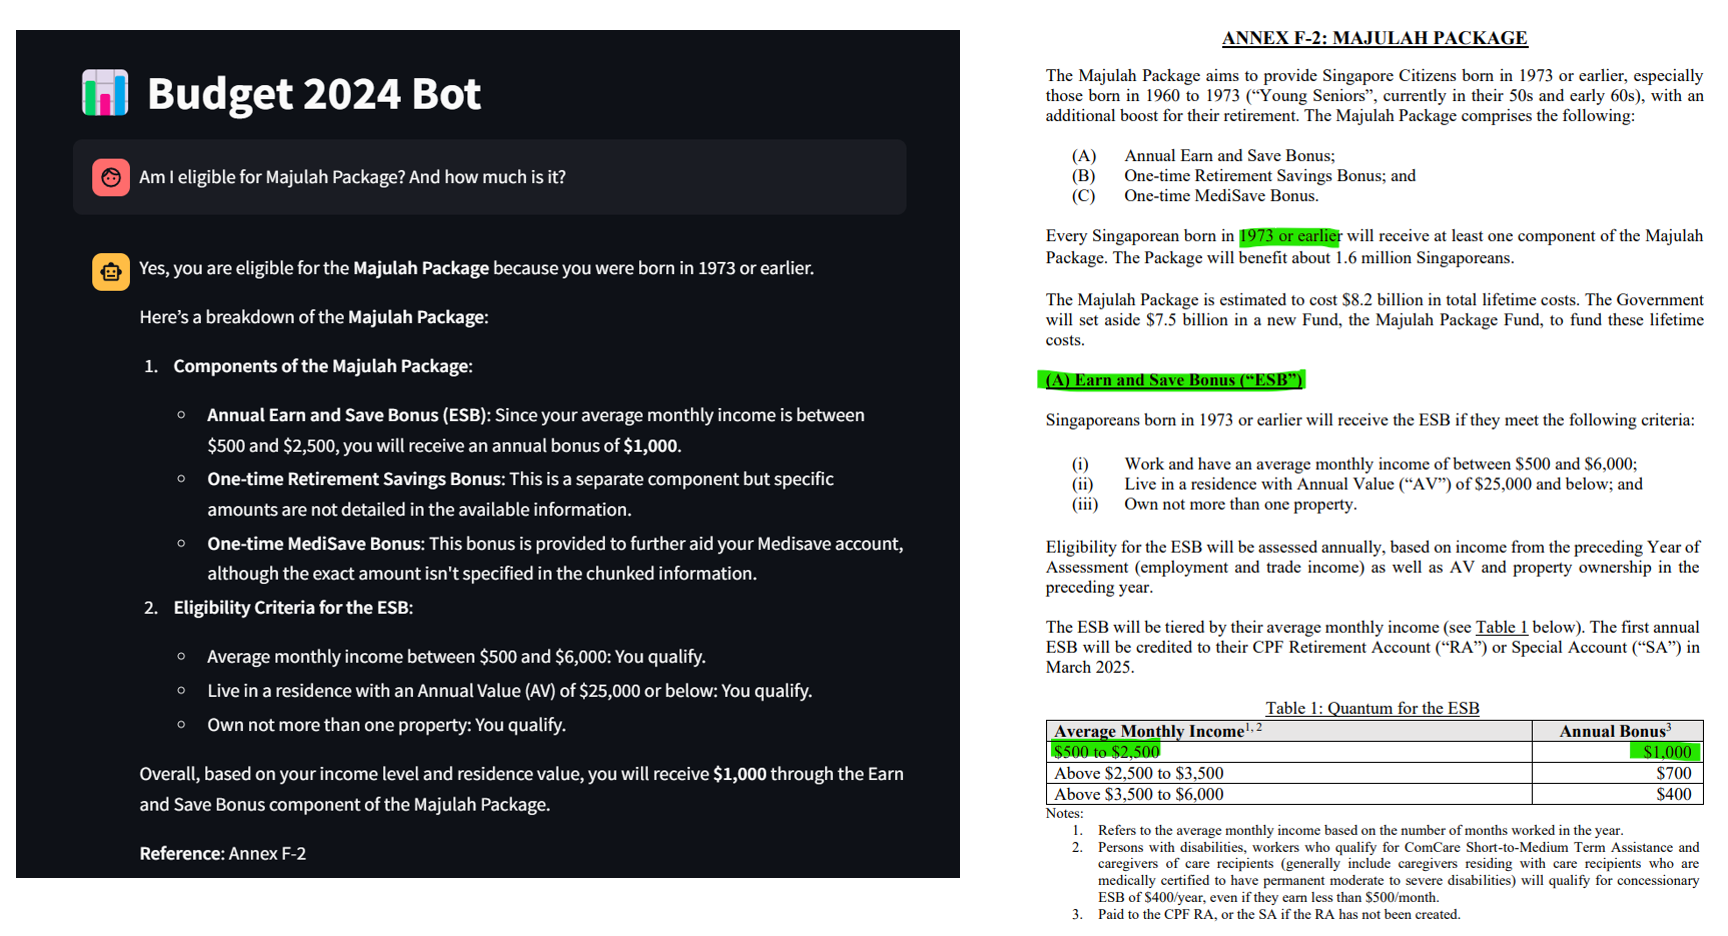 Budget 2024 Bot
Am I eligible for Majulah Package? And how much is it?
Yes, you are eligible for the Majulah Package because you were born in 1973 or earlier.
Here's a breakdown of the Majulah Package:
1. Components of the Majulah Package:
○ Annual Earn and Save Bonus (ESB): Since your average monthly income is between
$500 and $2,500, you will receive an annual bonus of $1,000.
○ One-time Retirement Savings Bonus: This is a separate component but specific
amounts are not detailed in the available information.
○ One-time MediSave Bonus: This bonus is provided to further aid your Medisave account,
although the exact amount isn't specified in the chunked information.
2. Eligibility Criteria for the ESB:
○ Average monthly income between $500 and $6,000: You qualify.
○ Live in a residence with an Annual Value (AV) of $25,000 or below: You qualify.
○ Own not more than one property: You qualify.
Overall, based on your income level and residence value, you will receive $1,000 through the Earn
and Save Bonus component of the Majulah Package.
Reference: Annex F-2
ANNEX F-2: MAJULAH PACKAGE
The Majulah Package aims to provide Singapore Citizens born in 1973 or earlier, especially
those born in 1960 to 1973 (“Young Seniors”, currently in their 50s and early 60s), with an
additional boost for their retirement. The Majulah Package comprises the following:
(A) Annual Earn and Save Bonus;
(B) One-time Retirement Savings Bonus; and
(C) One-time MediSave Bonus.
Every Singaporean born in 1973 or earlier will receive at least one component of the Majulah
Package. The Package will benefit about 1.6 million Singaporeans.
The Majulah Package is estimated to cost $8.2 billion in total lifetime costs. The Government
will set aside $7.5 billion in a new Fund, the Majulah Package Fund, to fund these lifetime
costs.
(A) Earn and Save Bonus (“ESB”)
Singaporeans born in 1973 or earlier will receive the ESB if they meet the following criteria:
(i) Work and have an average monthly income of between $500 and $6,000;
(ii) Live in a residence with Annual Value (“AV”) of $25,000 and below; and
(iii) Own not more than one property.
Eligibility for the ESB will be assessed annually, based on income from the preceding Year of
Assessment (employment and trade income) as well as AV and property ownership in the
preceding year.
The ESB will be tiered by their average monthly income (see Table 1 below). The first annual
ESB will be credited to their CPF Retirement Account (“RA”) or Special Account (“SA”) in
March 2025.
Table 1: Quantum for the ESB
Average Monthly Income1, 2 Annual Bonus3
$500 to $2,500 $1,000
Above $2,500 to $3,500 $700
Above $3,500 to $6,000 $400
Notes:
1. Refers to the average monthly income based on the number of months worked in the year.
2. Persons with disabilities, workers who qualify for ComCare Short-to-Medium Term Assistance and
caregivers of care recipients (generally include caregivers residing with care recipients who are
medically certified to have permanent moderate to severe disabilities) will qualify for concessionary
ESB of $400/year, even if they earn less than $500/month.
3. Paid to the CPF RA, or the SA if the RA has not been created.